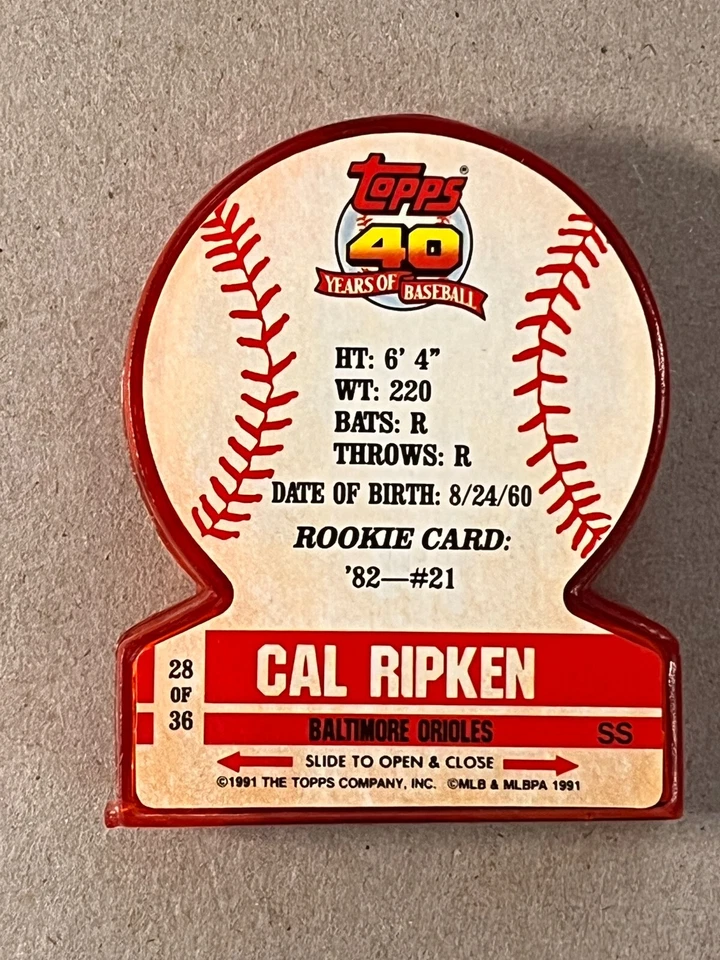 Topps®
40
YEARS OF BASEBALL
HT: 6' 4"
WT: 220
BATS: R
THROWS: R
DATE OF BIRTH: 8/24/60
ROOKIE CARD:
'82—#21
28
OF
36
CAL RIPKEN
BALTIMORE ORIOLES SS
SLIDE TO OPEN & CLOSE
©1991 THE TOPPS COMPANY, INC. ©MLB & MLBPA 1991